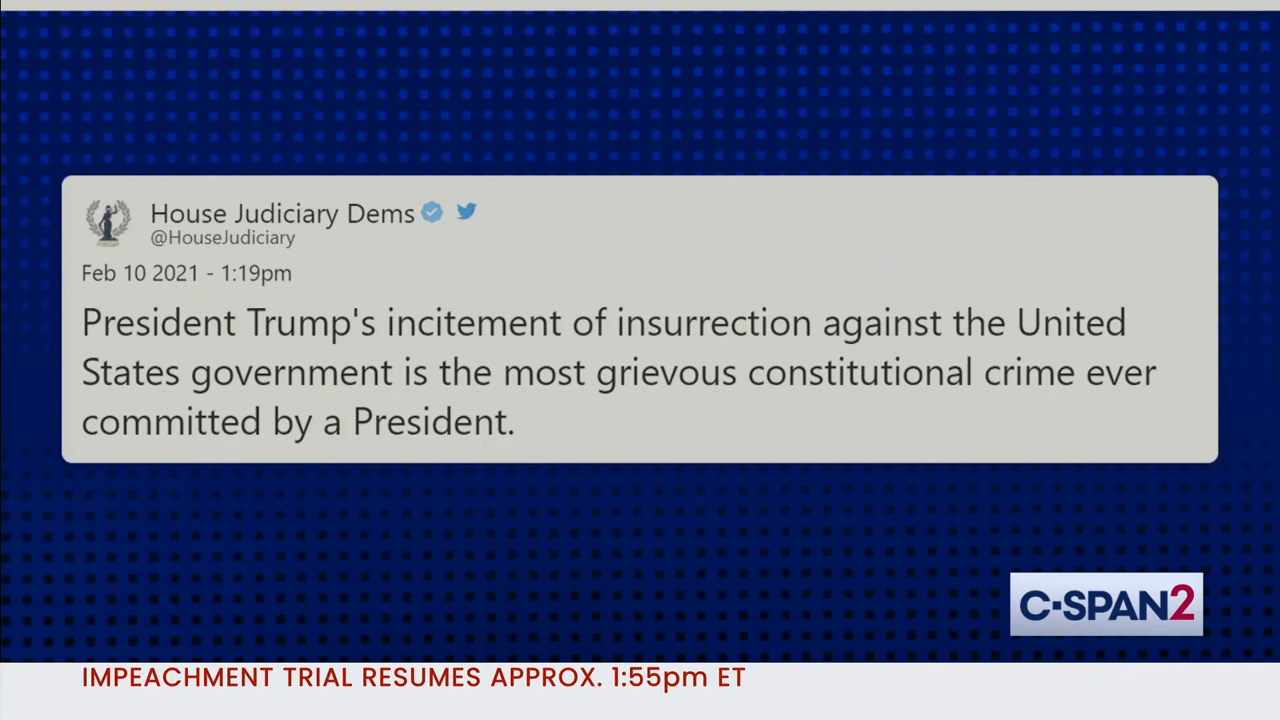 House Judiciary Dems
@HouseJudiciary
Feb 10 2021 - 1:19pm
President Trump's incitement of insurrection against the United
States government is the most grievous constitutional crime ever
committed by a President.
C·SPAN2
IMPEACHMENT TRIAL RESUMES APPROX. 1:55pm ET